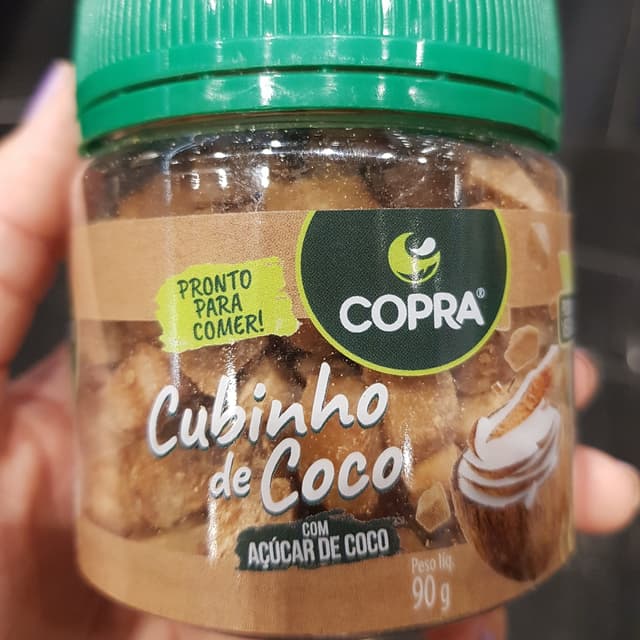 COPRA®
PRONTO
PARA
COMER!
Cubinho
de Coco
COM
AÇÚCAR DE COCO
Peso líq.
90 g